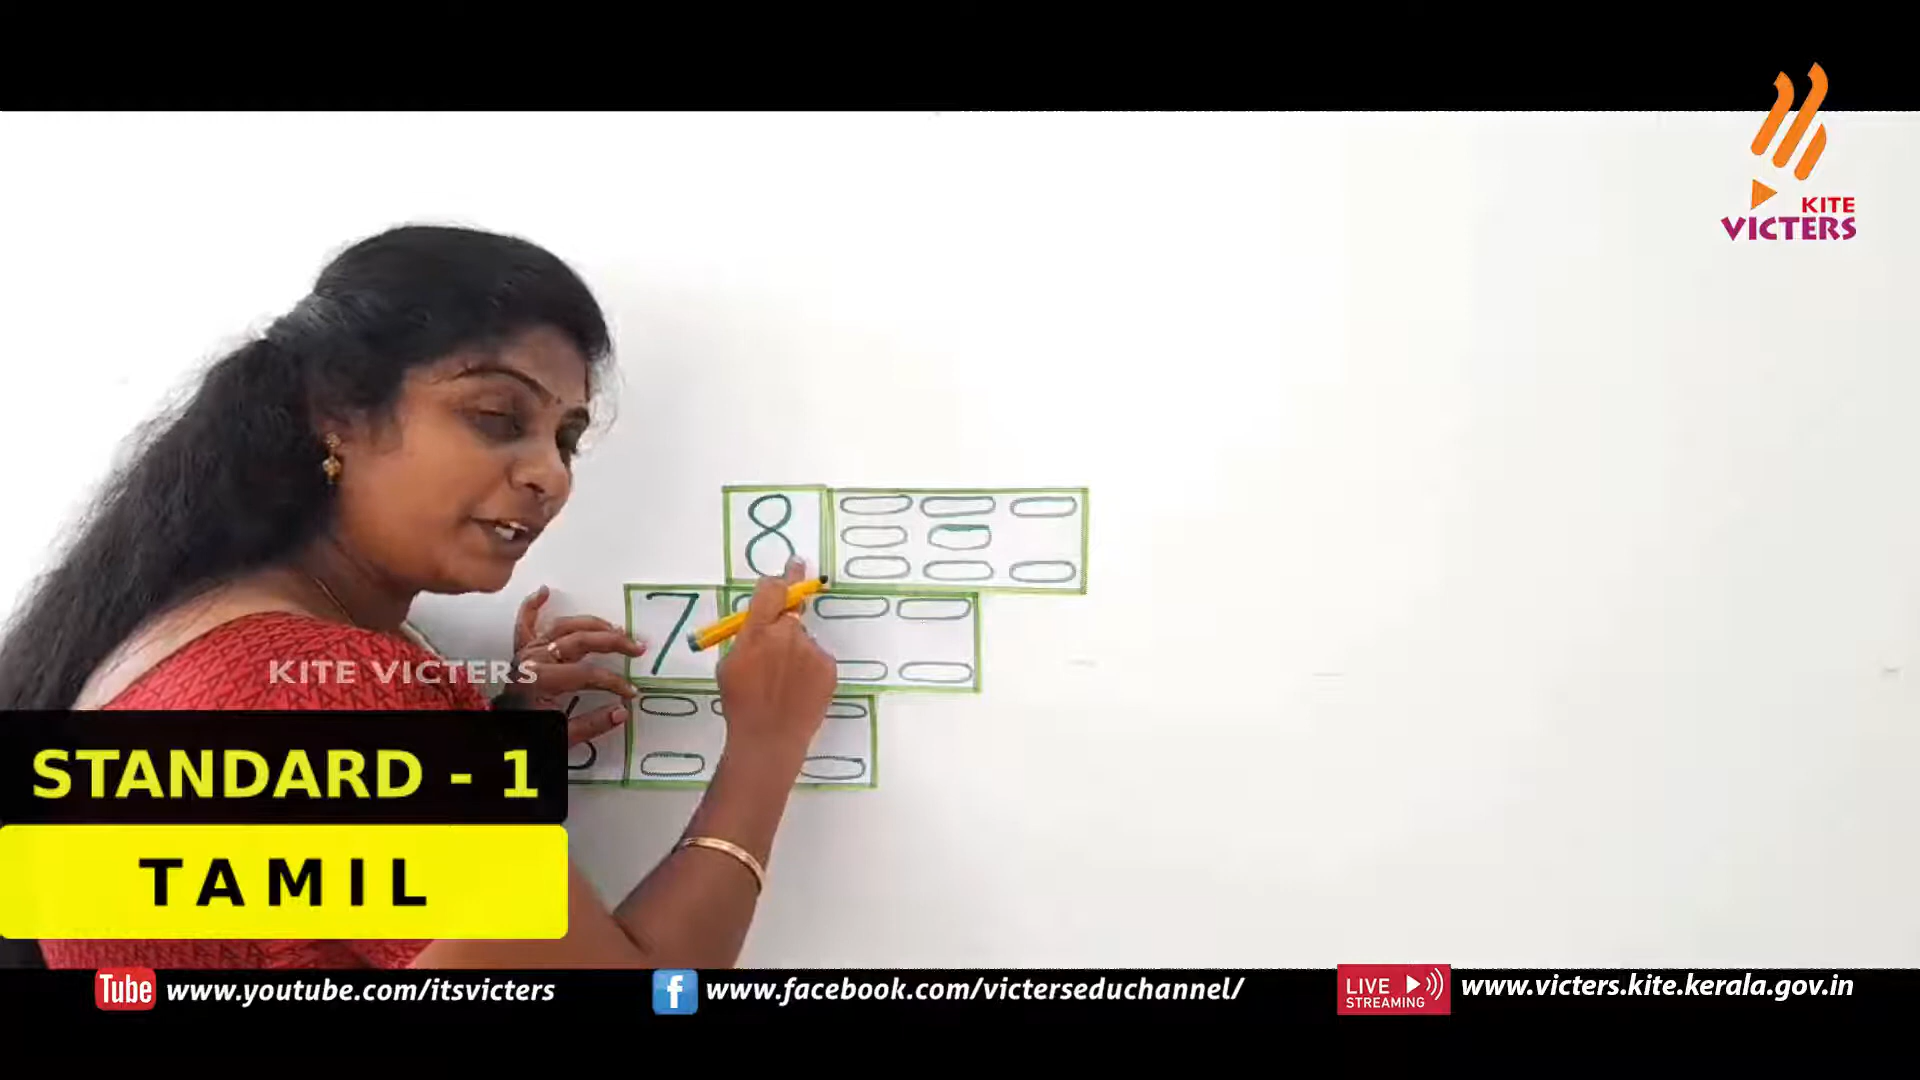 KITE
VICTERS
8
7
KITE VICTERS
STANDARD - 1
TAMIL
Tube www.youtube.com/itsvicters
f www.facebook.com/victerseduchannel/
LIVE
STREAMING
www.victers.kite.kerala.gov.in